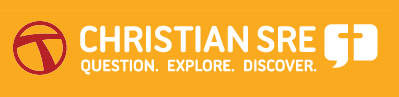 CHRISTIAN SRE
QUESTION. EXPLORE. DISCOVER.